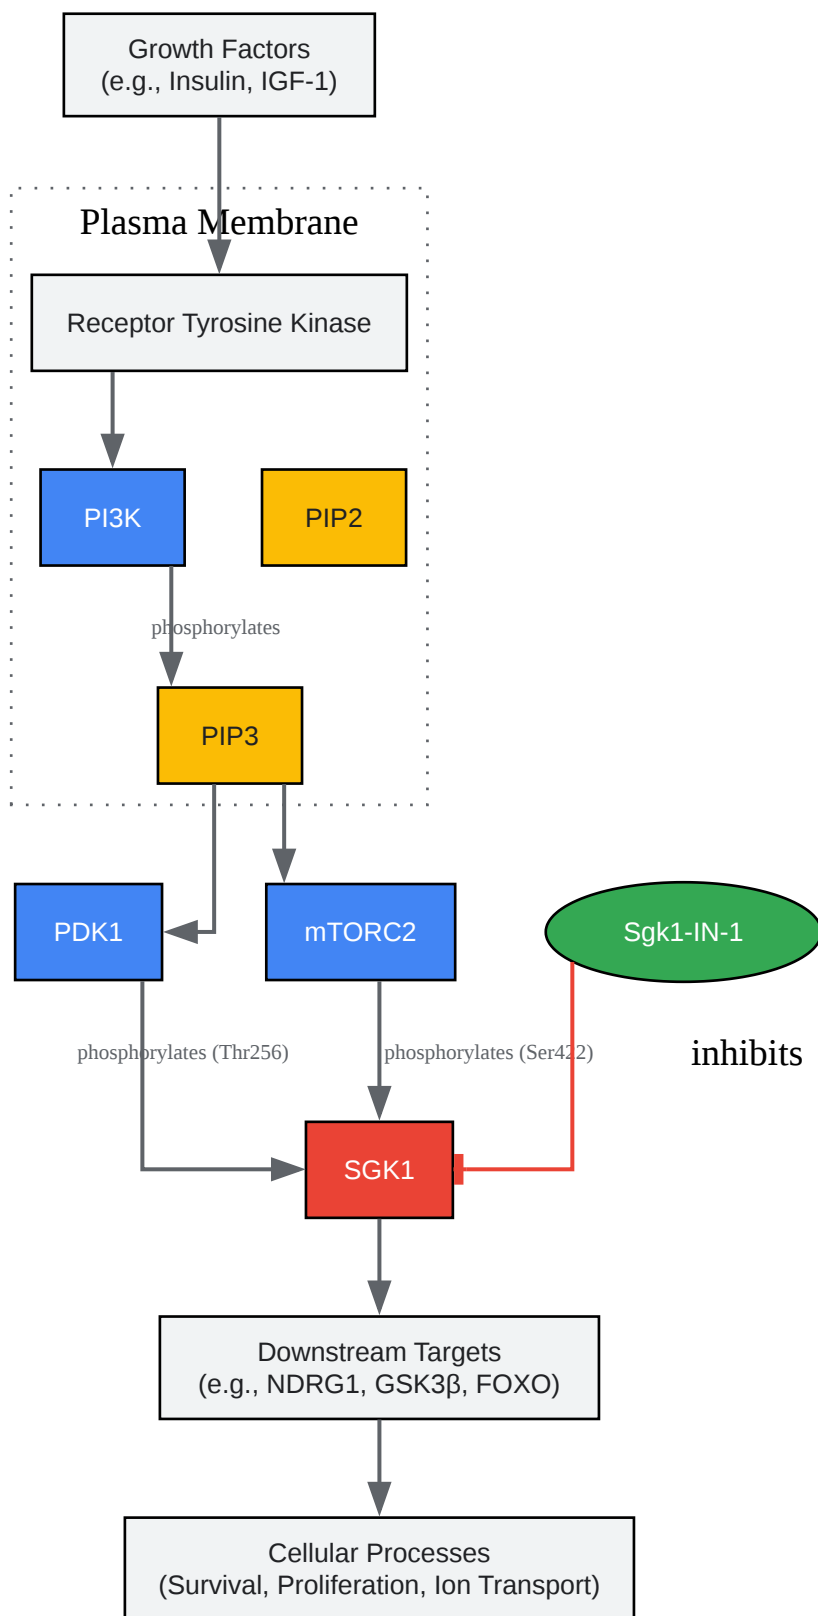 Growth Factors
(e.g., Insulin, IGF-1)
Plasma Membrane
Receptor Tyrosine Kinase
PI3K
PIP2
phosphorylates
PIP3
PDK1
mTORC2
Sgk1-IN-1
phosphorylates (Thr256)
phosphorylates (Ser422)
inhibits
SGK1
Downstream Targets
(e.g., NDRG1, GSK3β, FOXO)
Cellular Processes
(Survival, Proliferation, Ion Transport)